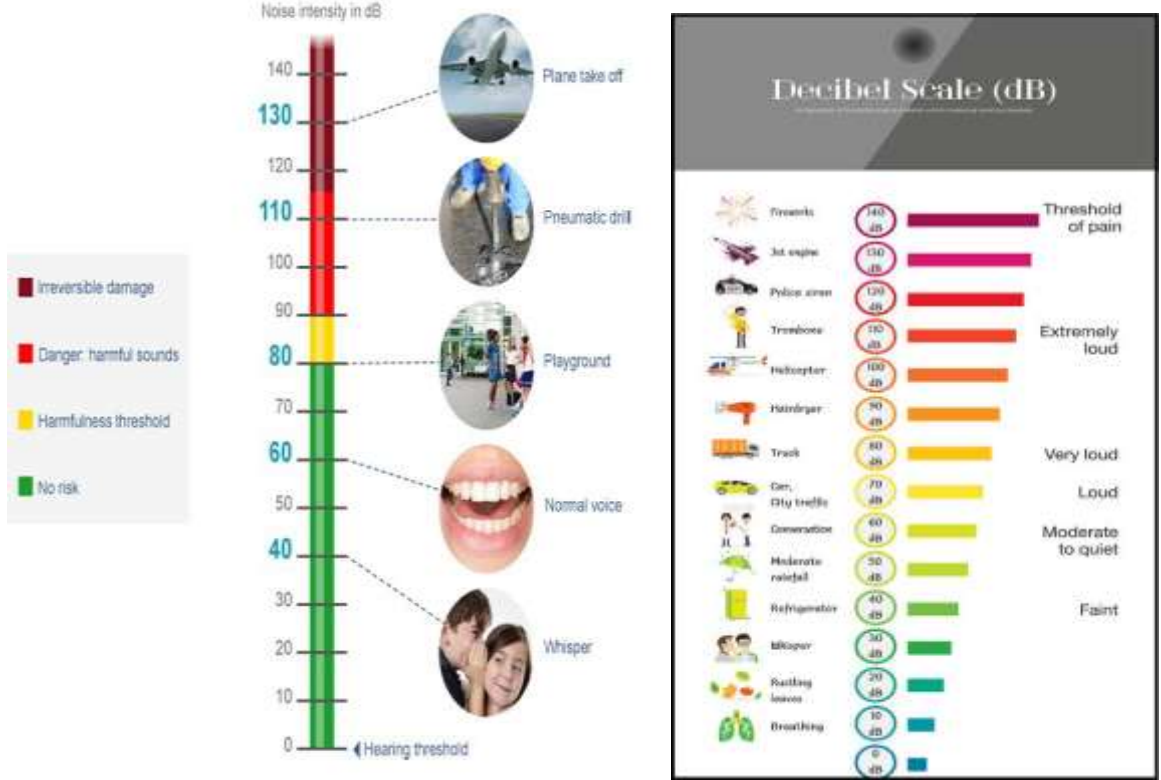 Noise intensity in dB
140
130
120
110
100
90
80
70
60
50
40
30
20
10
0
Hearing threshold
Plane take off
Pneumatic drill
Playground
Normal voice
Whisper
Irreversible damage
Danger: harmful sounds
Harmfulness threshold
No risk
Decibel Scale (dB)
Fireworks
140
dB
Threshold
of pain
Jet engine
130
dB
Police siren
120
dB
Trombone
110
dB
Extremely
loud
Helicopter
100
dB
Hairdryer
90
dB
Truck
80
dB
Very loud
Car,
City traffic
70
dB
Loud
60
dB
Moderate
to quiet
Moderate
rainfall
50
dB
Refrigerator
40
dB
Faint
Whisper
30
dB
Rustling
leaves
20
dB
Breathing
10
dB
0
dB